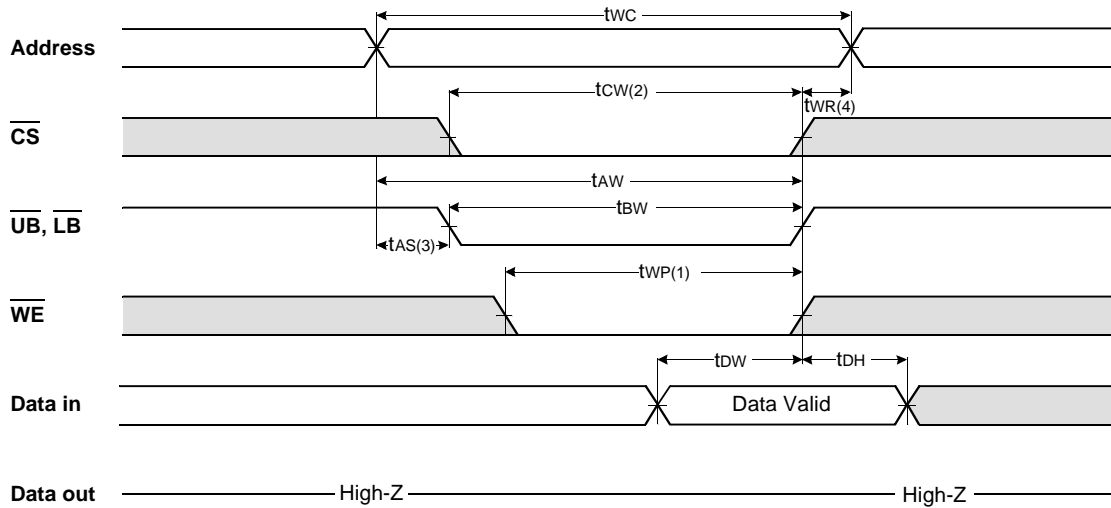 tWC
Address
tCW(2)
tWR(4)
CS
tAW
UB, LB
tBW
tAS(3)
tWP(1)
WE
tDW
tDH
Data in
Data Valid
Data out
High-Z
High-Z